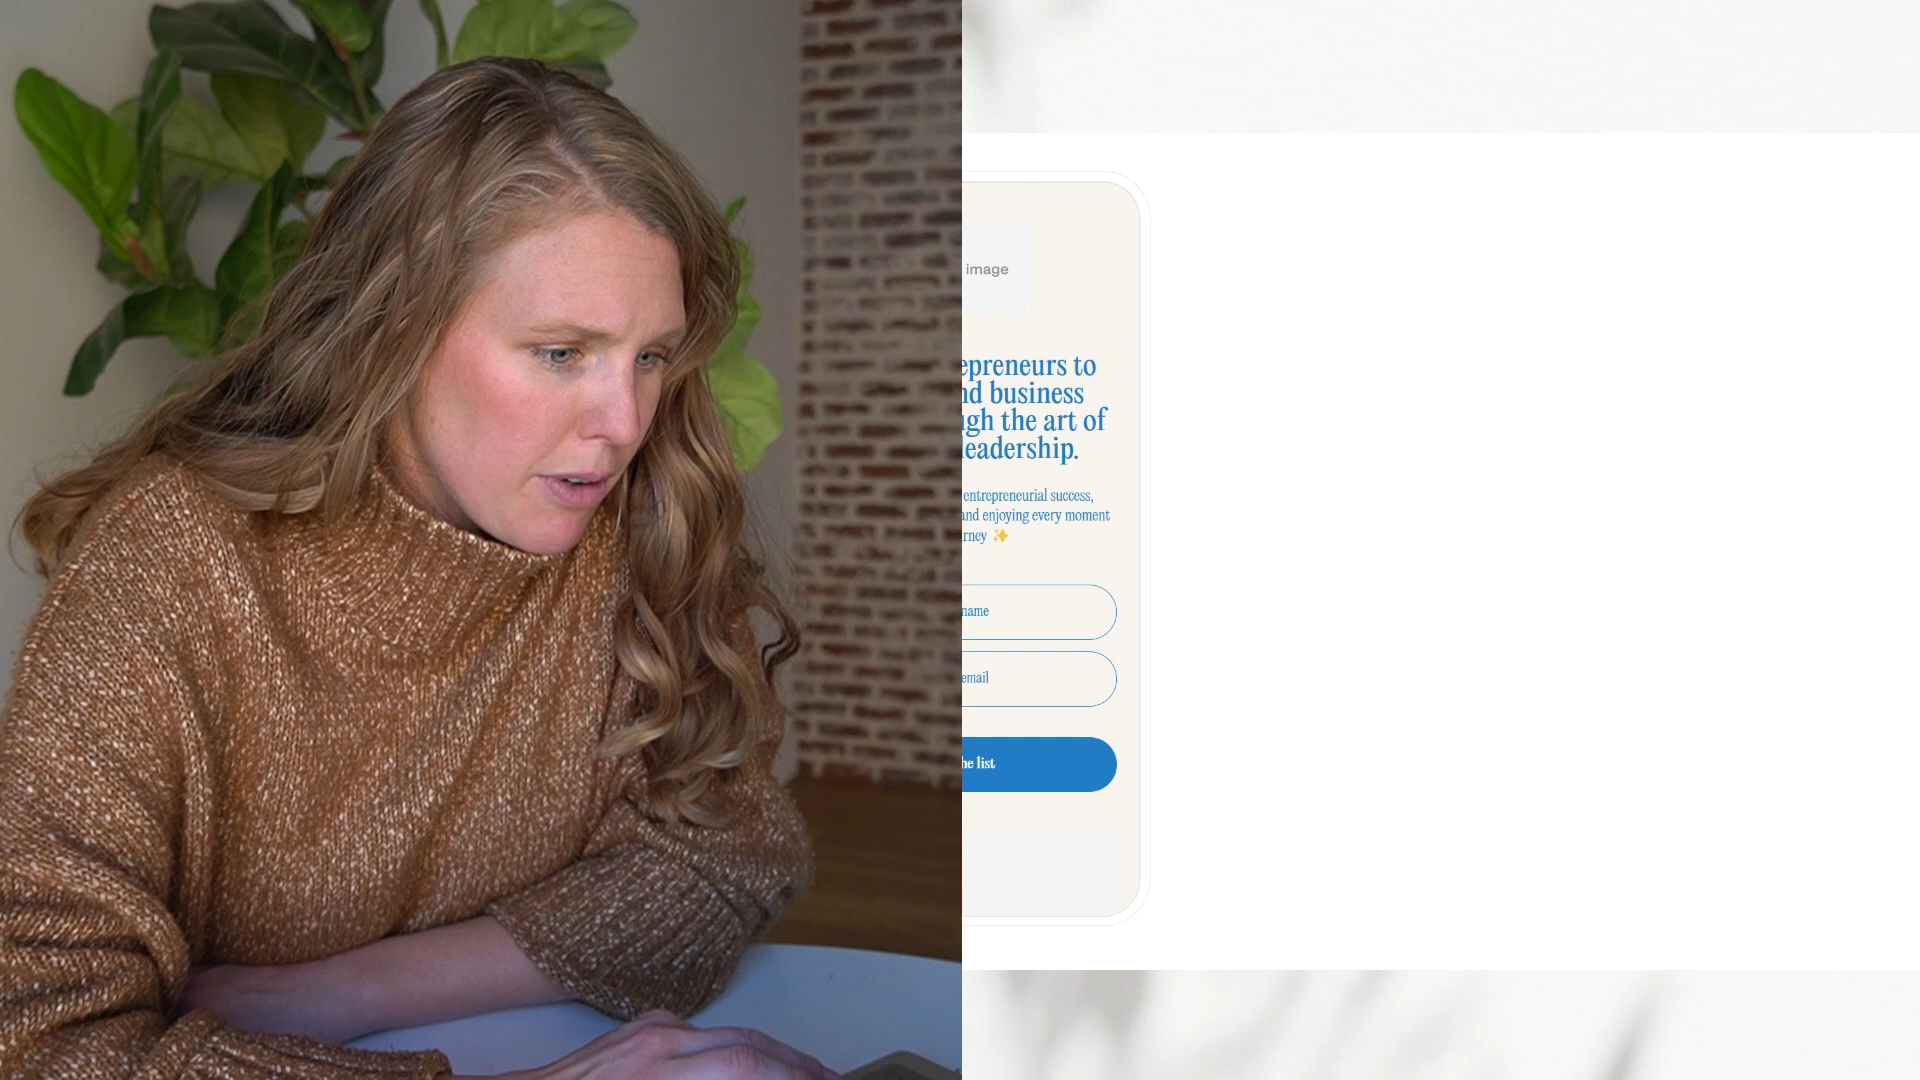 image
epreneurs to
nd business
ugh the art of
leadership.
entrepreneurial success,
and enjoying every moment
rney ✨
name
email
he list